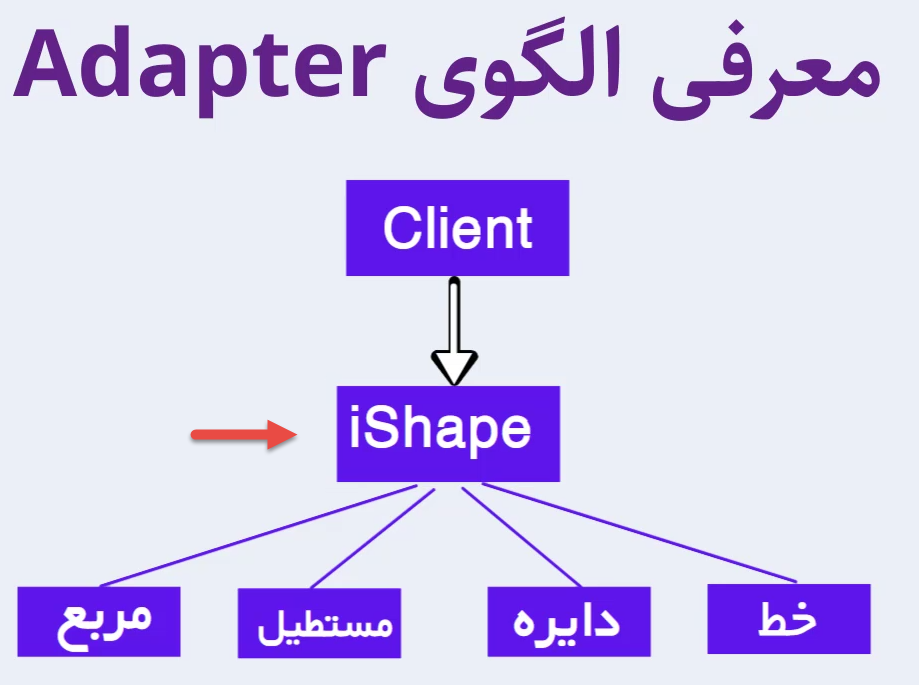 معرفی الگوی Adapter
Client
iShape
مربع
مستطیل
دایره
خط